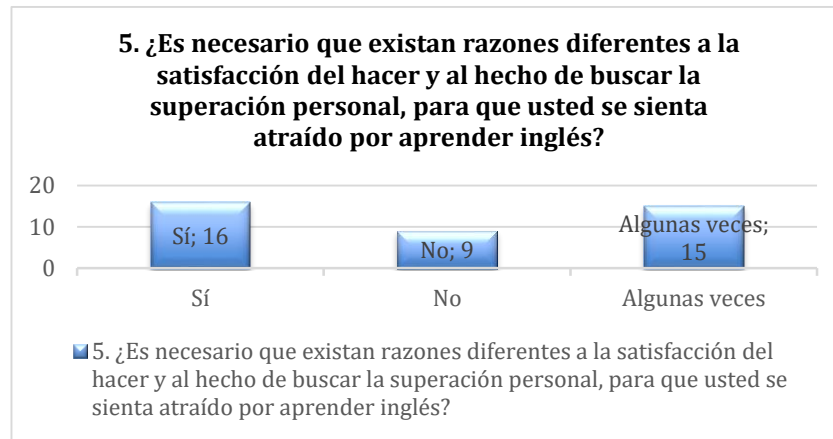 5. ¿Es necesario que existan razones diferentes a la
satisfacción del hacer y al hecho de buscar la
superación personal, para que usted se sienta
atraído por aprender inglés?
20
10
0
Sí; 16
No; 9
Algunas veces;
15
Sí
No
Algunas veces
5. ¿Es necesario que existan razones diferentes a la satisfacción del
hacer y al hecho de buscar la superación personal, para que usted se
sienta atraído por aprender inglés?